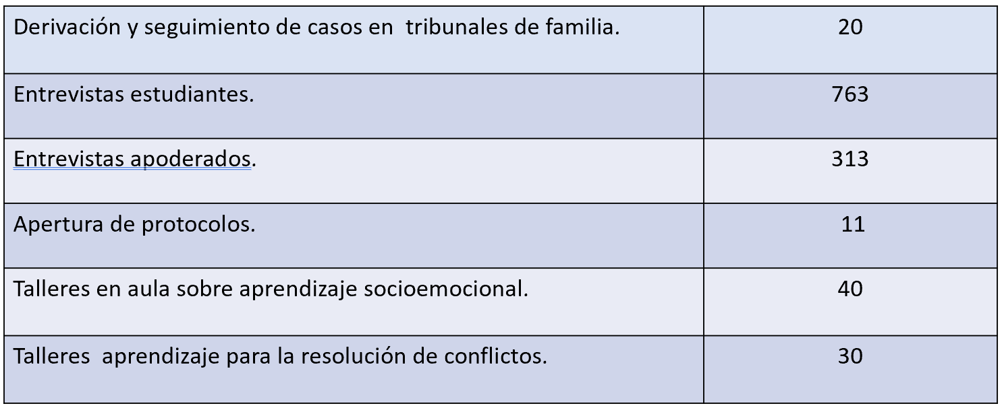 Derivación y seguimiento de casos en  tribunales de familia. 20
Entrevistas estudiantes. 763
Entrevistas apoderados. 313
Apertura de protocolos. 11
Talleres en aula sobre aprendizaje socioemocional. 40
Talleres  aprendizaje para la resolución de conflictos. 30